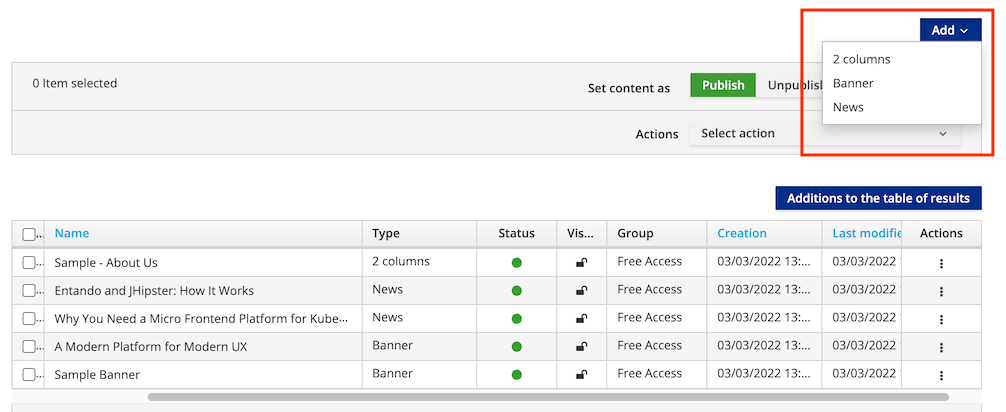 Add
2 columns
Banner
News
0 Item selected
Set content as Publish Unpublish
Actions Select action
Additions to the table of results
... Name Type Status Vis... Group Creation Last modifie Actions
... Sample - About Us 2 columns Free Access 03/03/2022 13:... 03/03/2022
... Entando and JHipster: How It Works News Free Access 03/03/2022 13:... 03/03/2022
... Why You Need a Micro Frontend Platform for Kube... News Free Access 03/03/2022 13:... 03/03/2022
... A Modern Platform for Modern UX Banner Free Access 03/03/2022 13:... 03/03/2022
... Sample Banner Banner Free Access 03/03/2022 13:... 03/03/2022